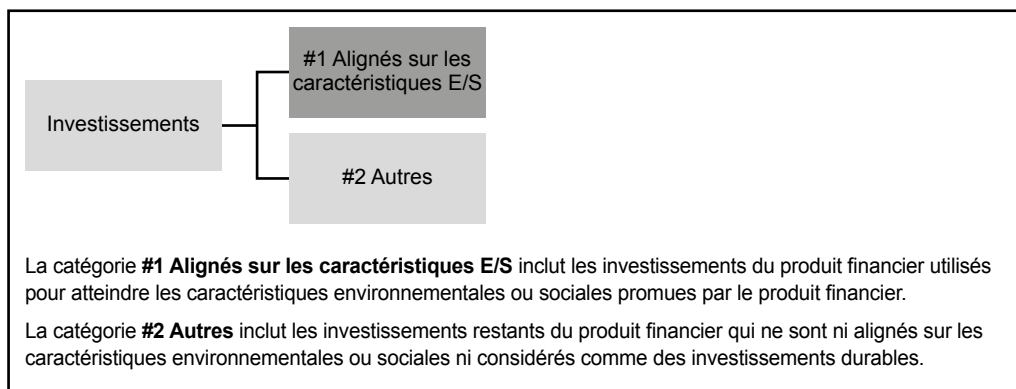 #1 Alignés sur les
caractéristiques E/S
Investissements
#2 Autres
La catégorie #1 Alignés sur les caractéristiques E/S inclut les investissements du produit financier utilisés
pour atteindre les caractéristiques environnementales ou sociales promues par le produit financier.
La catégorie #2 Autres inclut les investissements restants du produit financier qui ne sont ni alignés sur les
caractéristiques environnementales ou sociales ni considérés comme des investissements durables.